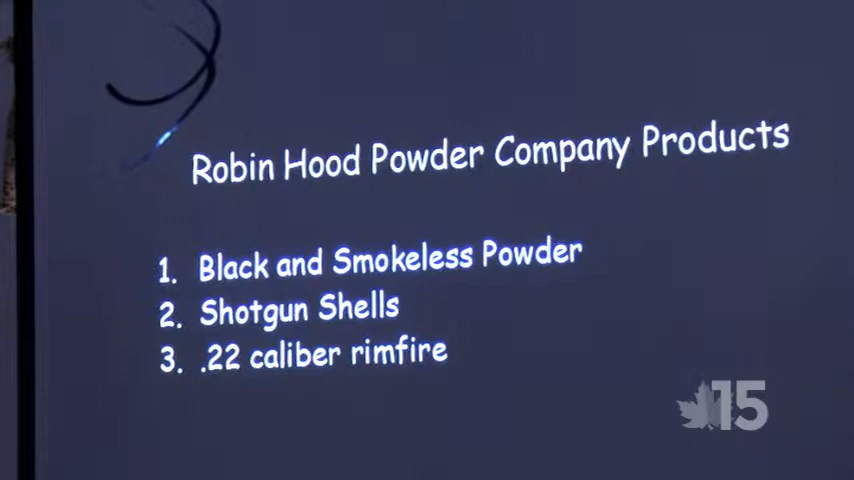 Robin Hood Powder Company Products
1. Black and Smokeless Powder
2. Shotgun Shells
3. .22 caliber rimfire
15